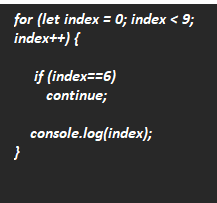 for (let index = 0; index < 9;
index++) {
if (index==6)
continue;
console.log(index);
}